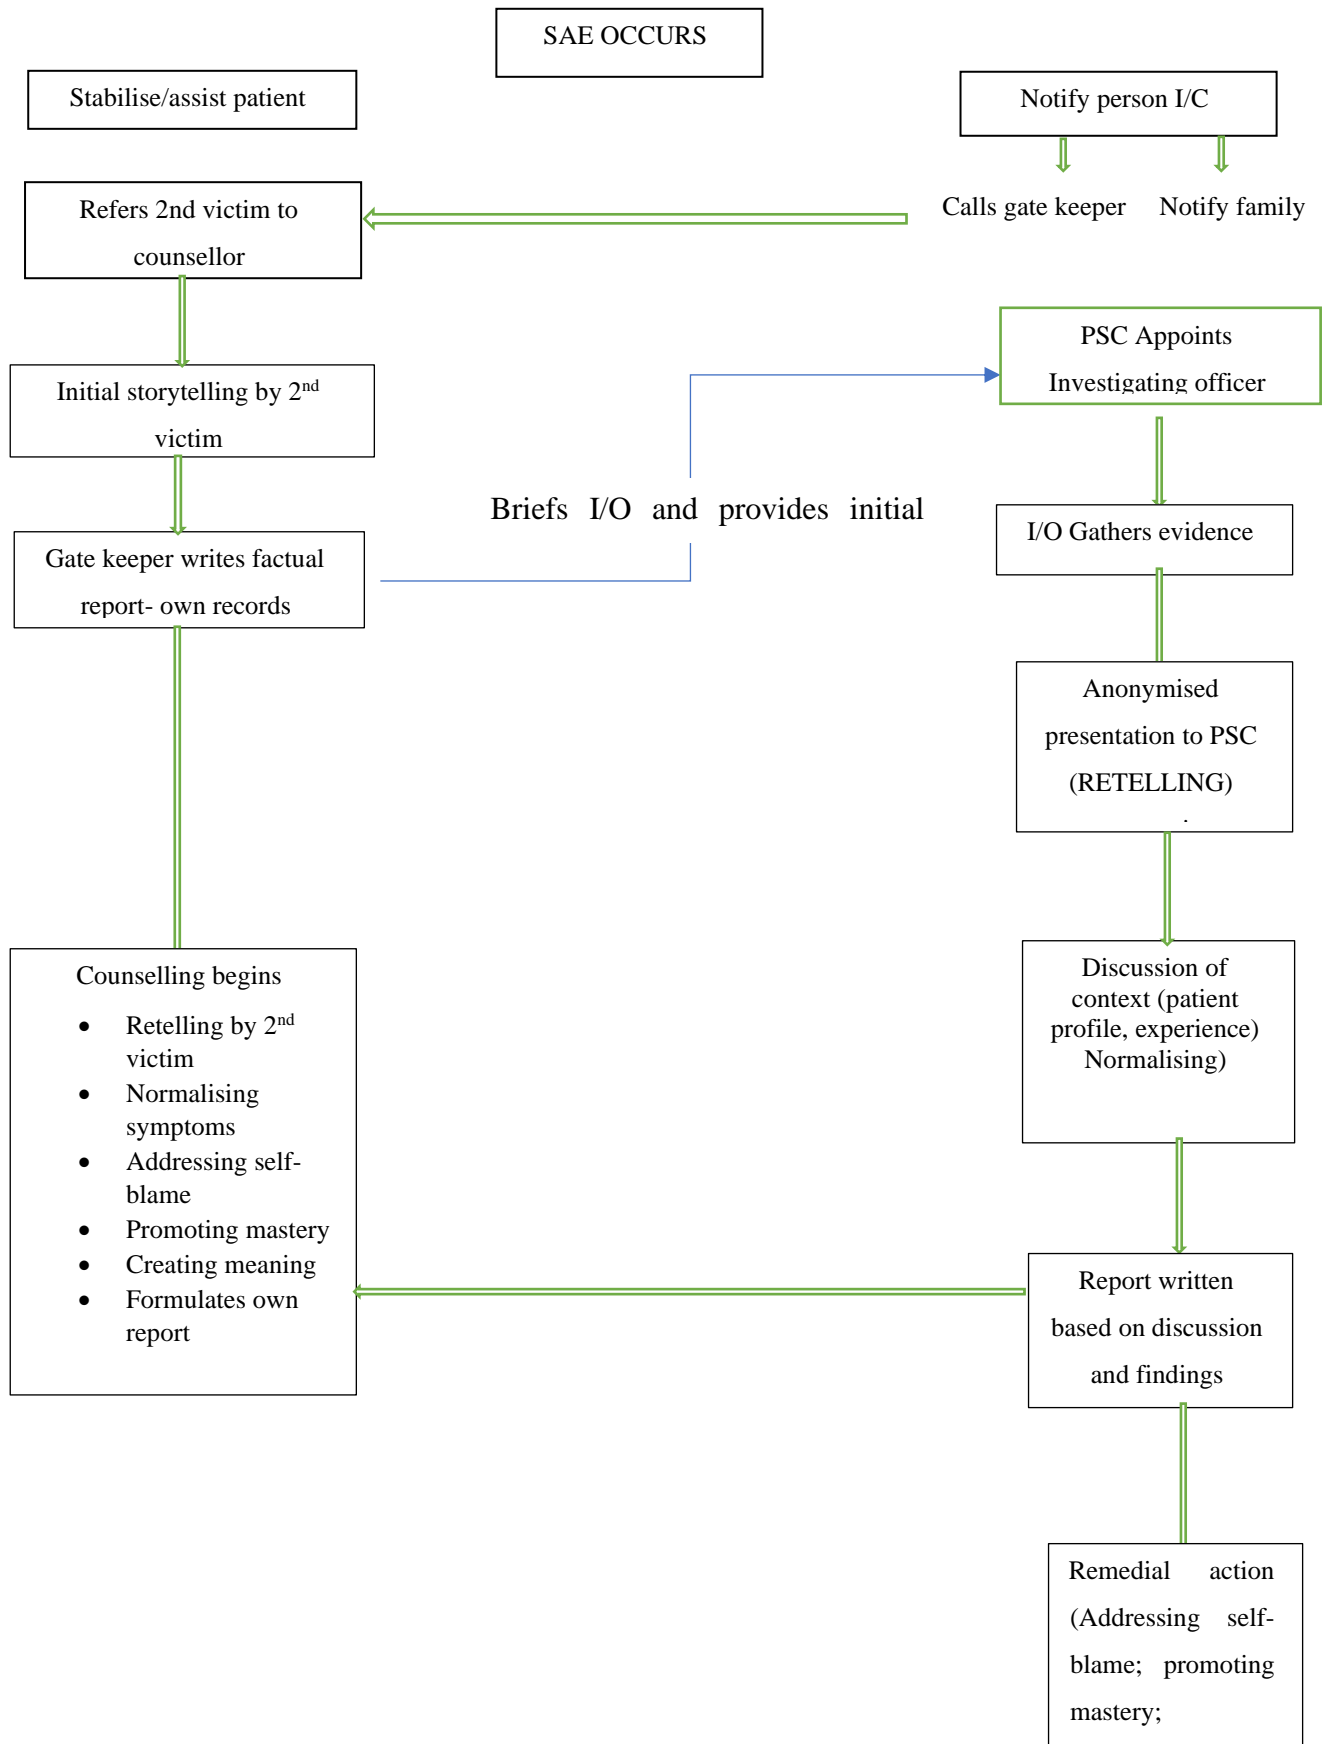 SAE OCCURS
Stabilise/assist patient
Notify person I/C
Calls gate keeper
Notify family
Refers 2nd victim to
counsellor
PSC Appoints
Investigating officer
Initial storytelling by 2nd
victim
Briefs I/O and provides initial
I/O Gathers evidence
Gate keeper writes factual
report- own records
Anonymised
presentation to PSC
(RETELLING)
.
Discussion of
context (patient
profile, experience)
Normalising)
Counselling begins
• Retelling by 2nd
victim
• Normalising
symptoms
• Addressing self-
blame
• Promoting mastery
• Creating meaning
• Formulates own
report
Report written
based on discussion
and findings
Remedial action
(Addressing self-
blame; promoting
mastery;